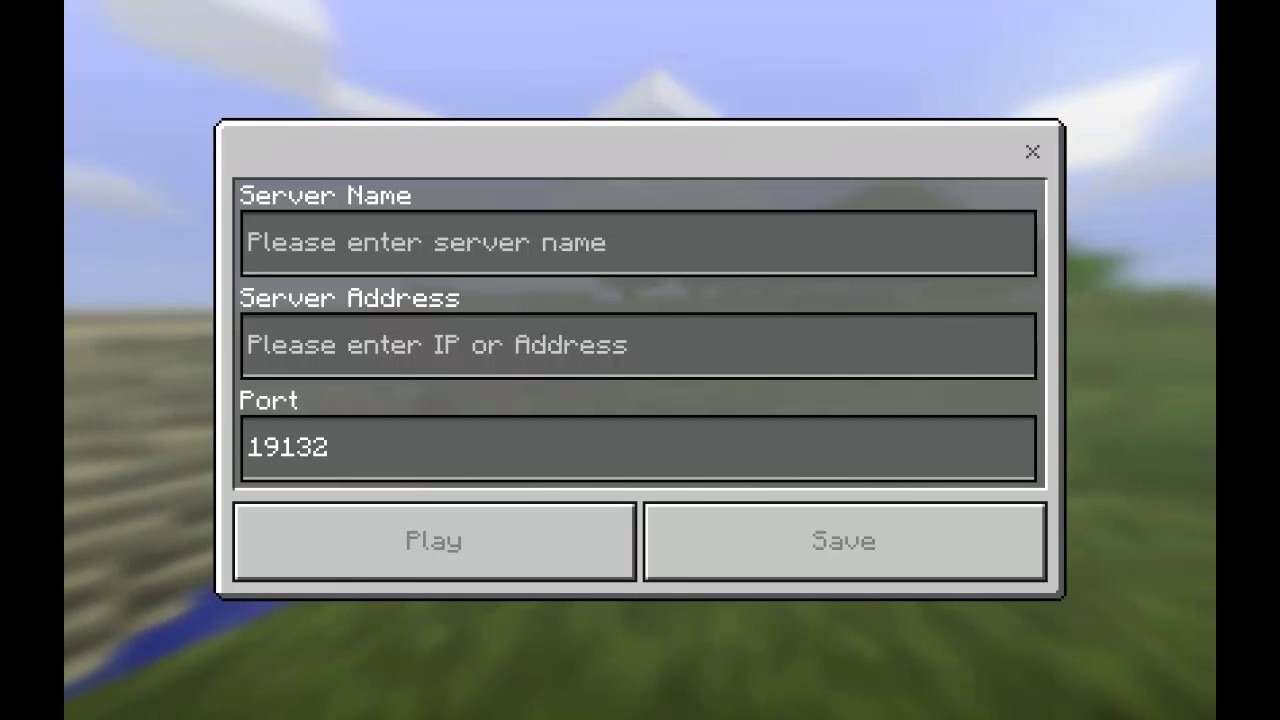 Server Name
Please enter server name
Server Address
Please enter IP or Address
Port
19132
Play
Save